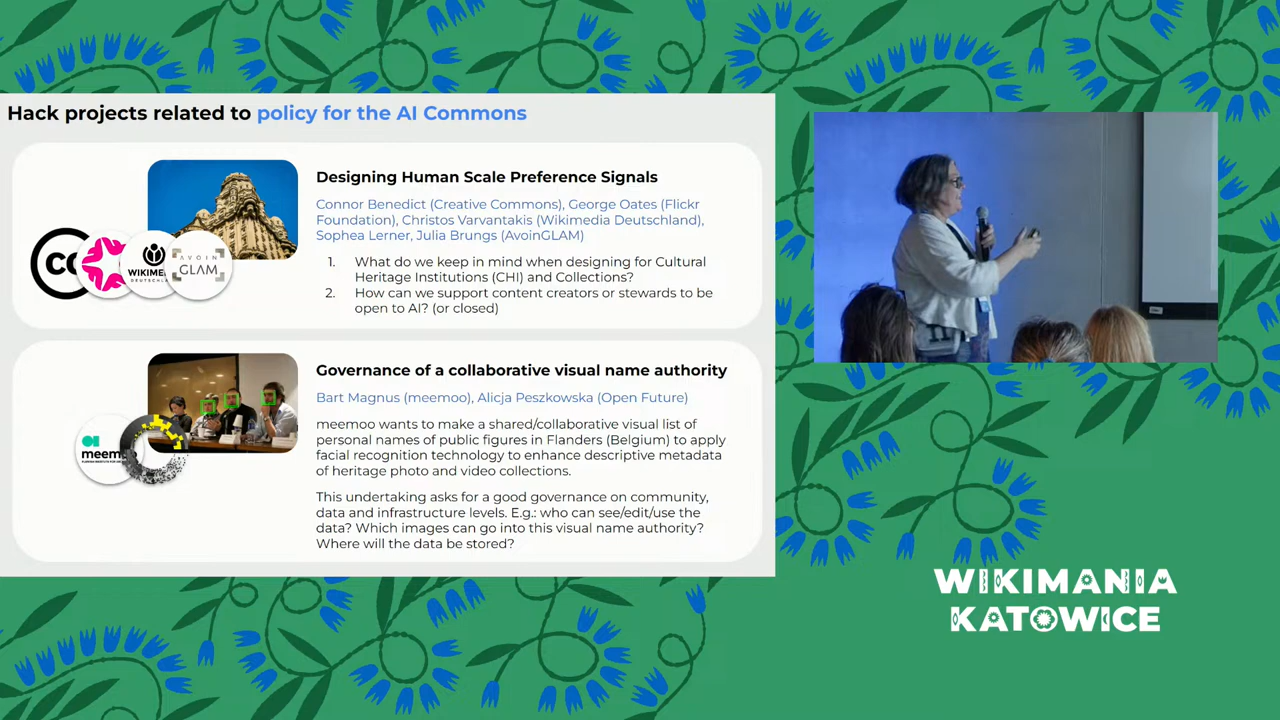 Hack projects related to policy for the AI Commons
Designing Human Scale Preference Signals
Connor Benedict (Creative Commons), George Oates (Flickr
Foundation), Christos Varvantakis (Wikimedia Deutschland),
Sophea Lerner, Julia Brungs (AvoinGLAM)
1. What do we keep in mind when designing for Cultural
Heritage Institutions (CHI) and Collections?
2. How can we support content creators or stewards to be
open to AI? (or closed)
AVOIN
GLAM
Governance of a collaborative visual name authority
Bart Magnus (meemoo), Alicja Peszkowska (Open Future)
meemoo wants to make a shared/collaborative visual list of
personal names of public figures in Flanders (Belgium) to apply
facial recognition technology to enhance descriptive metadata
of heritage photo and video collections.
This undertaking asks for a good governance on community,
data and infrastructure levels. E.g.: who can see/edit/use the
data? Which images can go into this visual name authority?
Where will the data be stored?
WIKIMANIA
KATOWICE